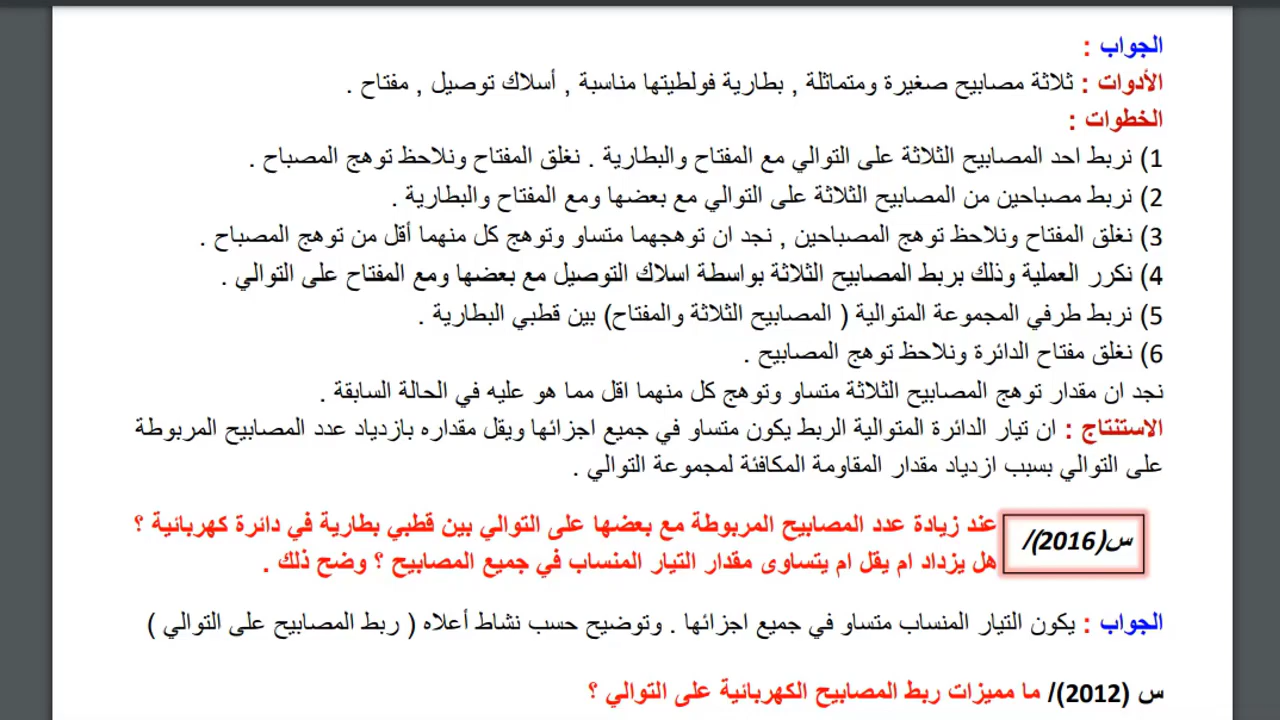 الجواب :
الأدوات : ثلاثة مصابيح صغيرة ومتماثلة , بطارية فولطيتها مناسبة , أسلاك توصيل , مفتاح .
الخطوات :
1) نربط احد المصابيح الثلاثة على التوالي مع المفتاح والبطارية . نغلق المفتاح ونلاحظ توهج المصباح .
2) نربط مصباحين من المصابيح الثلاثة على التوالي مع بعضها ومع المفتاح والبطارية .
3) نغلق المفتاح ونلاحظ توهج المصباحين , نجد ان توهجهما متساو وتوهج كل منهما أقل من توهج المصباح .
4) نكرر العملية وذلك بربط المصابيح الثلاثة بواسطة اسلاك التوصيل مع بعضها ومع المفتاح على التوالي .
5) نربط طرفي المجموعة المتوالية ( المصابيح الثلاثة والمفتاح) بين قطبي البطارية .
6) نغلق مفتاح الدائرة ونلاحظ توهج المصابيح .
نجد ان مقدار توهج المصابيح الثلاثة متساو وتوهج كل منهما اقل مما هو عليه في الحالة السابقة .
الاستنتاج : ان تيار الدائرة المتوالية الربط يكون متساو في جميع اجزائها ويقل مقداره بازدياد عدد المصابيح المربوطة
على التوالي بسبب ازدياد مقدار المقاومة المكافئة لمجموعة التوالي .
س(2016)/ عند زيادة عدد المصابيح المربوطة مع بعضها على التوالي بين قطبي بطارية في دائرة كهربائية ؟
هل يزداد ام يقل ام يتساوى مقدار التيار المنساب في جميع المصابيح ؟ وضح ذلك .
الجواب : يكون التيار المنساب متساو في جميع اجزائها . وتوضيح حسب نشاط أعلاه ( ربط المصابيح على التوالي )
س (2012)/ ما مميزات ربط المصابيح الكهربائية على التوالي ؟